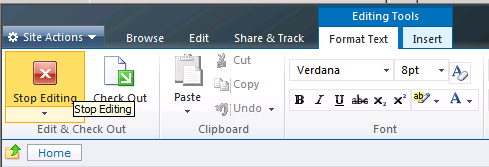 Editing Tools
Site Actions Browse Edit Share & Track Format Text Insert
Stop Editing Check Out Paste Cut Copy Undo
Verdana 8pt
B I U abc x₂ x² ab A
Stop Editing
Edit & Check Out Clipboard Font
Home